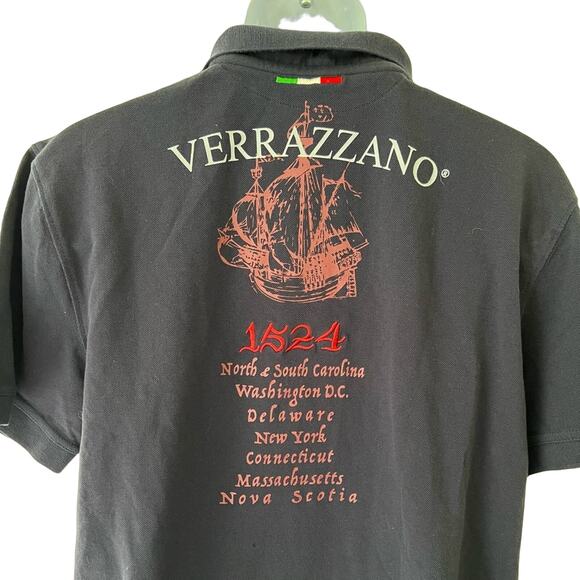 VERRAZZANO®
1524
North & South Carolina
Washington D.C.
Delaware
New York
Connecticut
Massachusetts
Nova Scotia